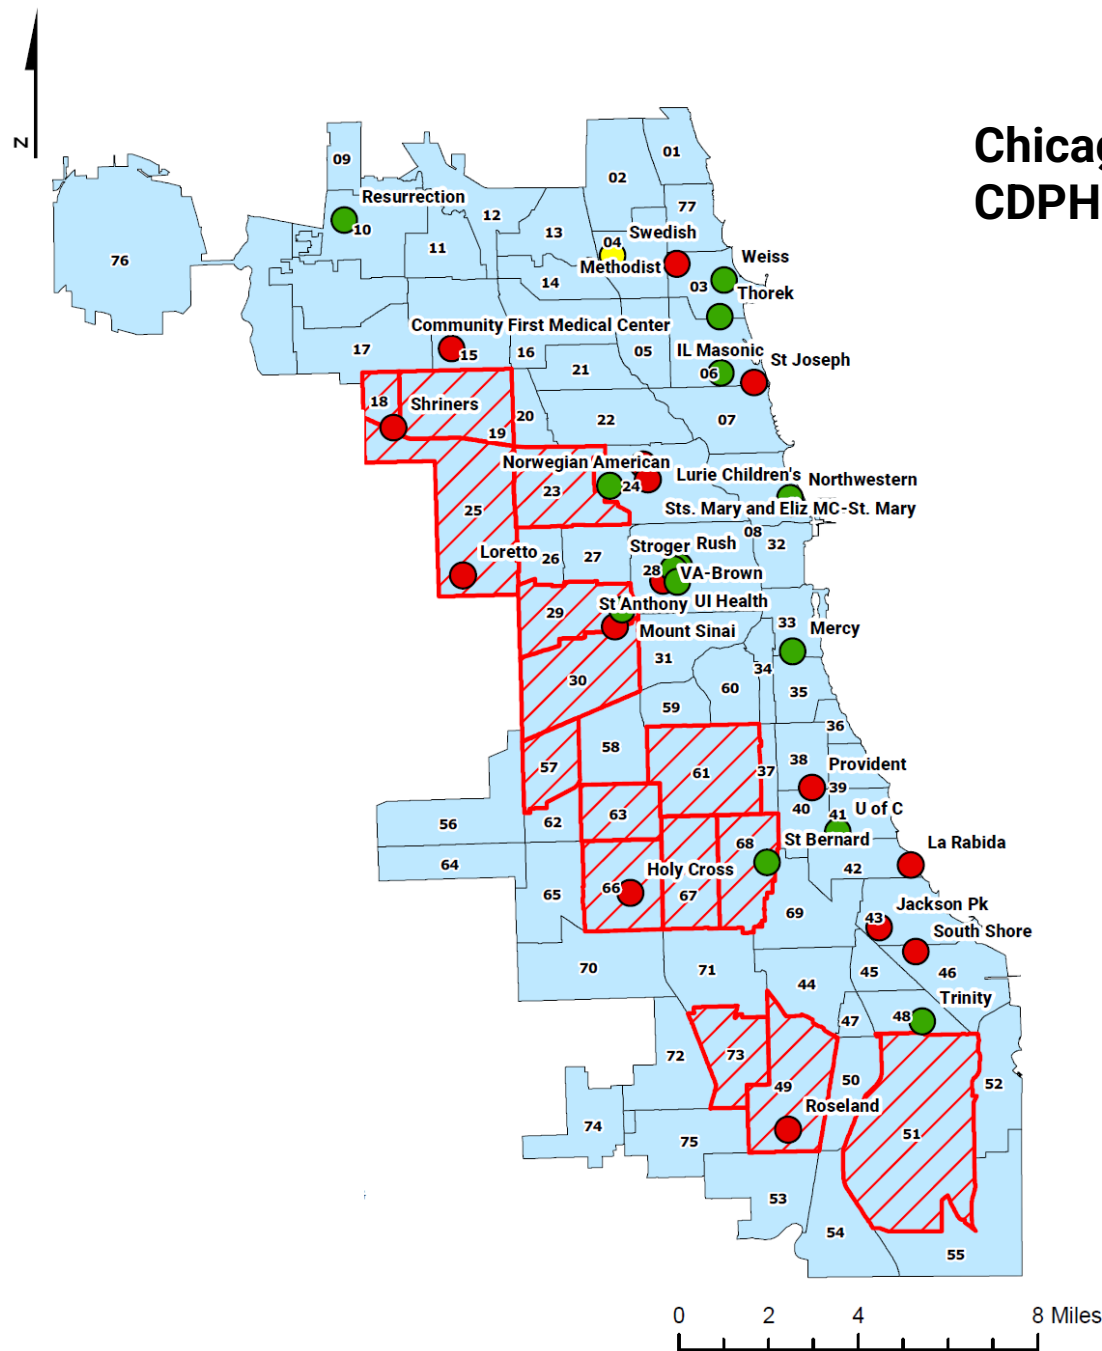 Chicag
CDPH
Z
01
09
02
Resurrection
77
10
12
Swedish
13
04
11
Weiss
76
Methodist
14
03
Thorek
Community First Medical Center
17
15
16
05
IL Masonic
St Joseph
21
06
18
Shriners
20
22
07
19
Norwegian American
Lurie Children's
Northwestern
23
24
25
Sts. Mary and Eliz MC-St. Mary
08
Stroger
Rush
32
Loretto
26
27
28
VA-Brown
29
St Anthony
UI Health
33
Mercy
Mount Sinai
31
34
30
60
35
59
36
58
38
57
61
37
Provident
39
40
U of C
63
41
56
62
68
St Bernard
La Rabida
64
Holy Cross
42
66
65
67
Jackson Pk
69
43
South Shore
70
71
45
46
44
Trinity
48
47
72
73
50
52
49
Roseland
74
51
75
53
54
55
0
2
4
8 Miles